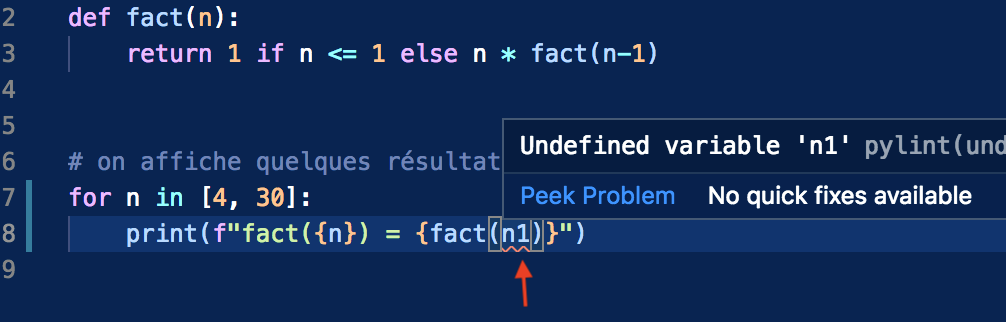 2 def fact(n):
3     return 1 if n <= 1 else n * fact(n-1)
4
5
6 # on affiche quelques résultat
7 for n in [4, 30]:
8     print(f"fact({n}) = {fact(n1)}")
9
Undefined variable 'n1' pylint(und
Peek Problem No quick fixes available